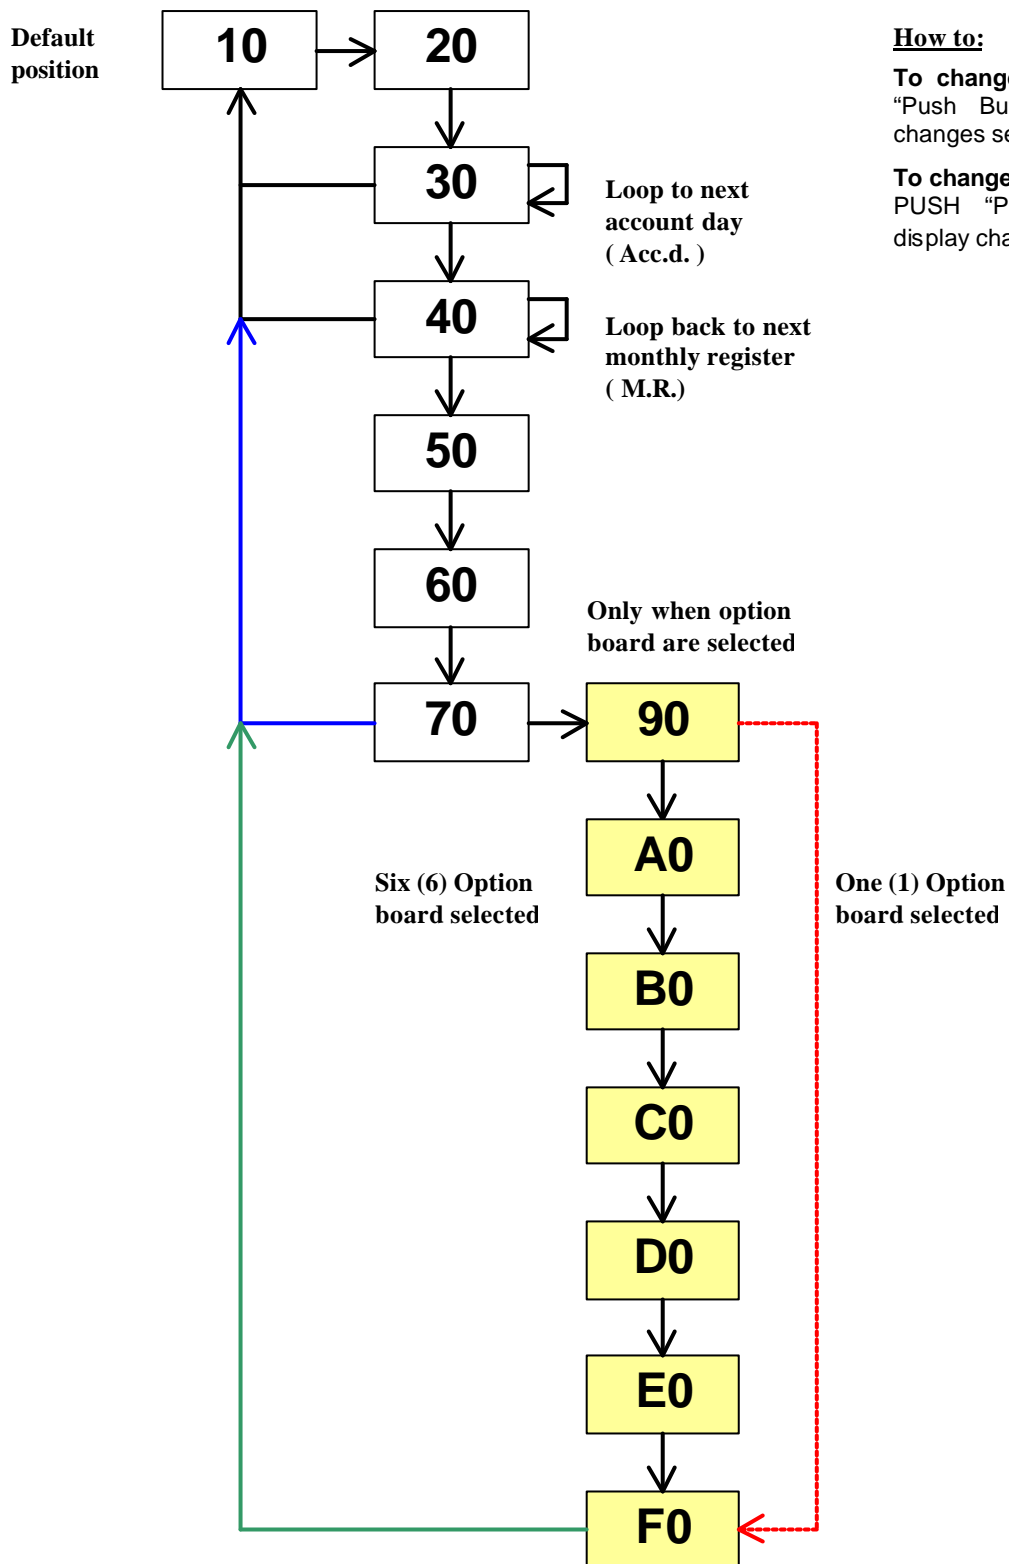 Default
position
10
20
How to:
To change
"Push Bu
changes se
To change
PUSH "P
display cha
30
Loop to next
account day
( Acc.d. )
40
Loop back to next
monthly register
( M.R.)
50
60
Only when option
board are selected
70
90
A0
Six (6) Option
board selected
One (1) Option
board selected
B0
C0
D0
E0
F0